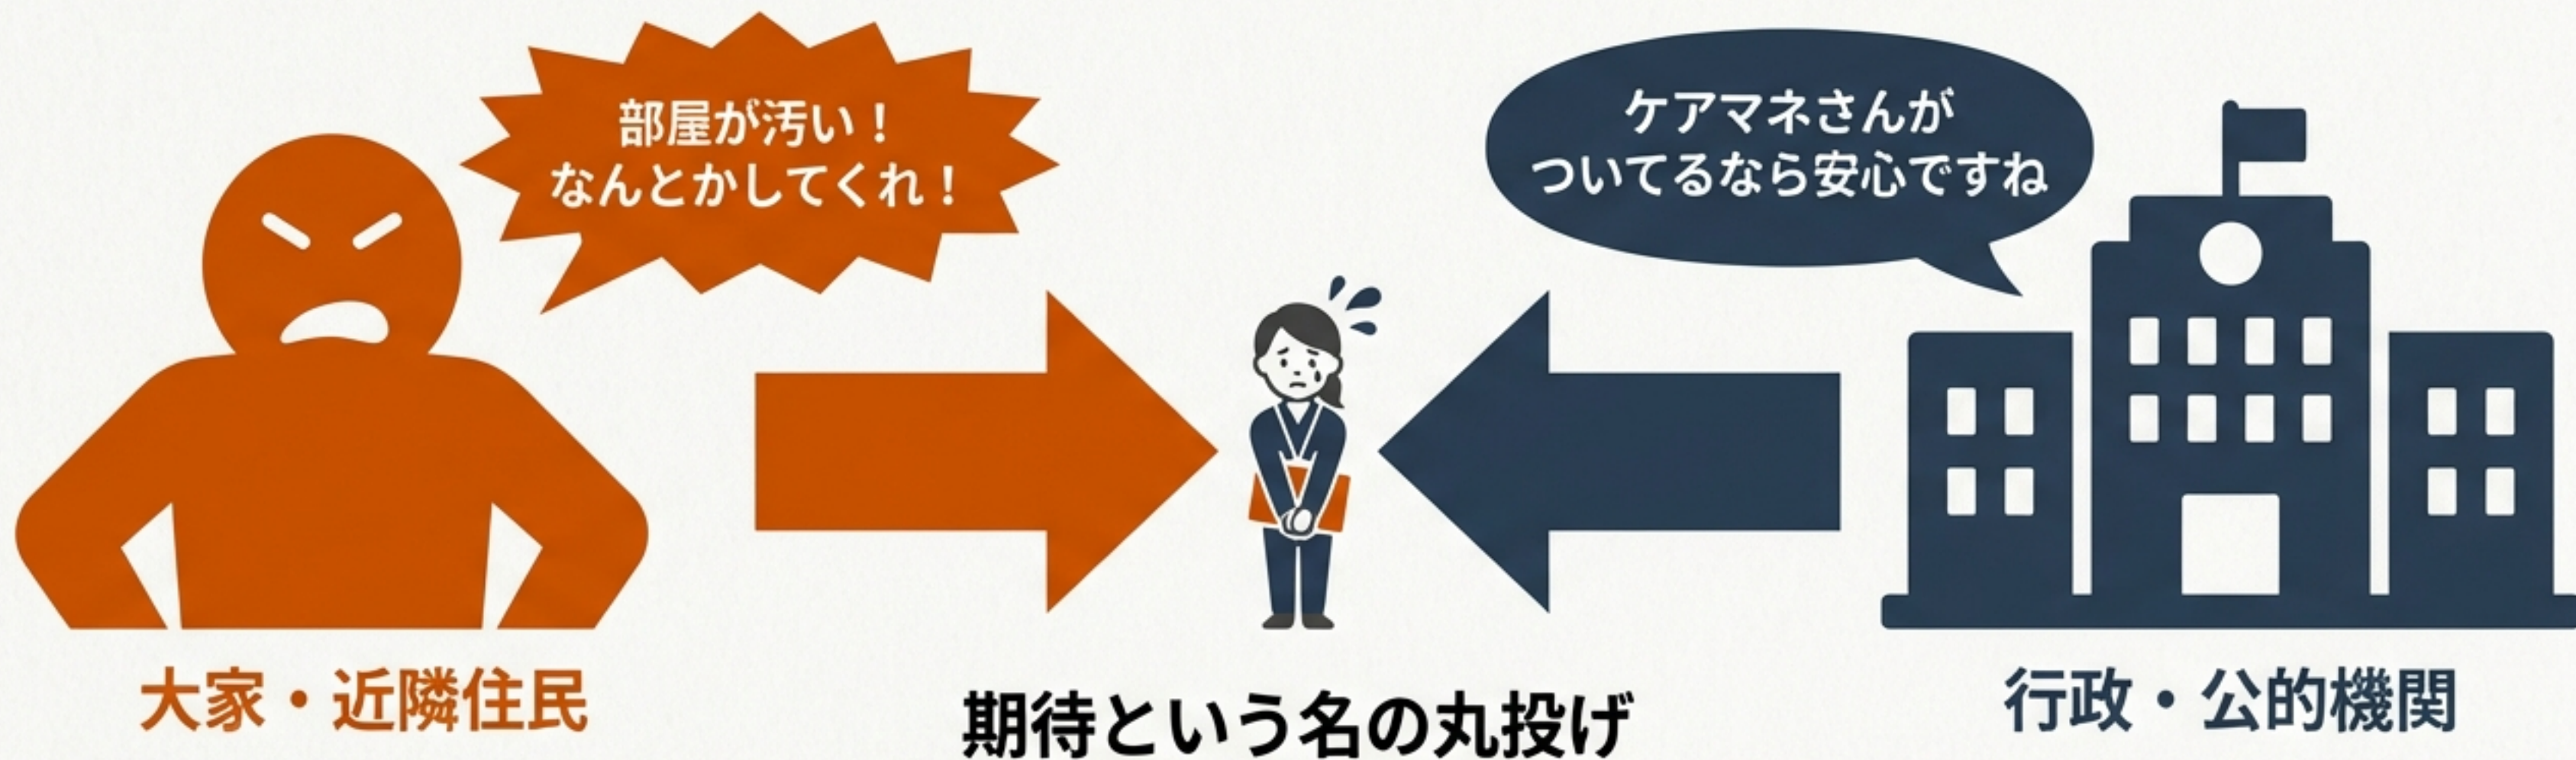 部屋が汚い！
なんとかしてくれ！
ケアマネさんが
ついてるなら安心ですね
大家・近隣住民
期待という名の丸投げ
行政・公的機関